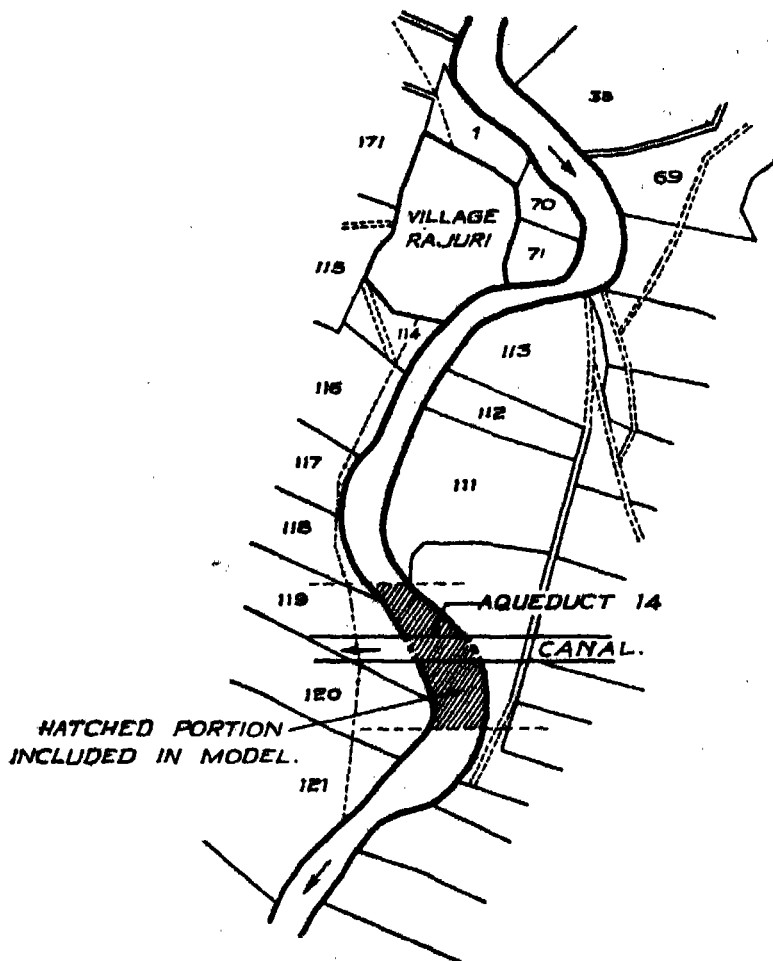 38
1
171
69
70
VILLAGE
RAJURI
71
115
114
113
116
112
117
111
118
119
AQUEDUCT 14
CANAL.
120
HATCHED PORTION
INCLUDED IN MODEL.
121